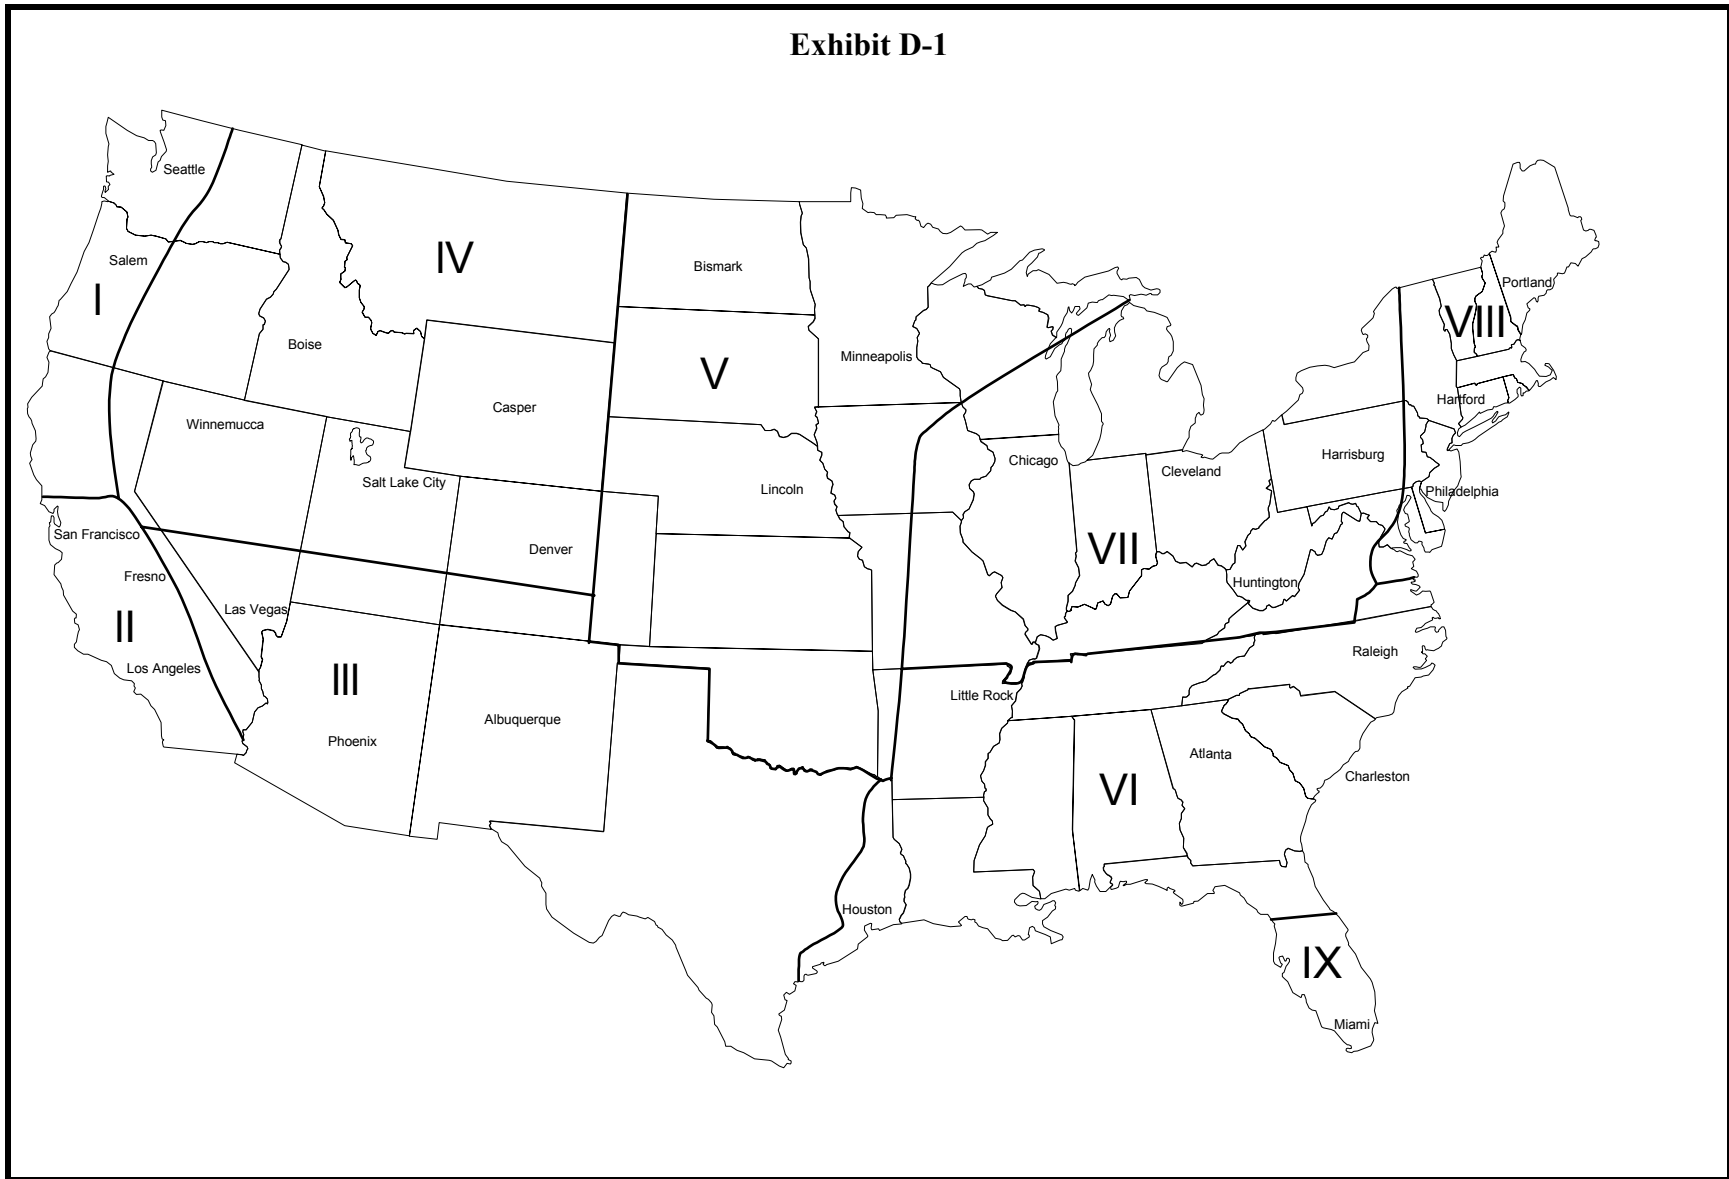 Exhibit D-1
Seattle
IV
Salem
Bismark
Portland
I
VIII
Boise
Minneapolis
V
Casper
Hartford
Winnemucca
Harrisburg
Chicago
Cleveland
Salt Lake City
Lincoln
Philadelphia
San Francisco
Denver
VII
Fresno
Huntington
Las Vegas
II
Raleigh
Los Angeles
III
Little Rock
Albuquerque
Phoenix
Atlanta
Charleston
VI
Houston
IX
Miami